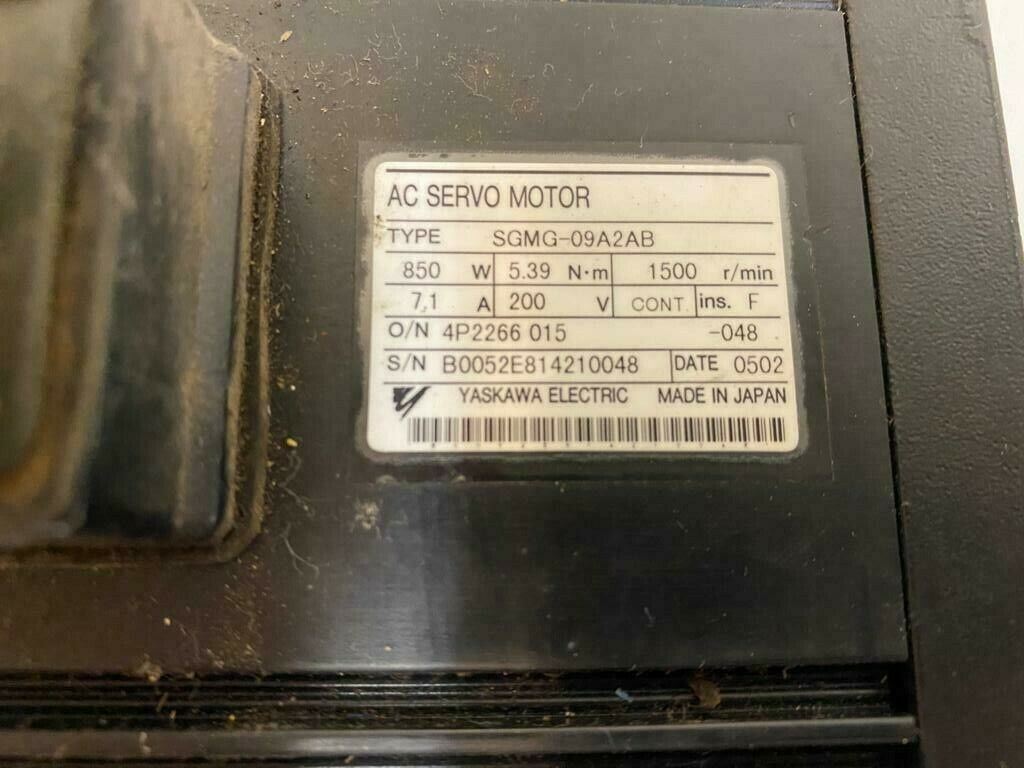 AC SERVO MOTOR
TYPE SGMG-09A2AB
850 W 5.39 N·m 1500 r/min
7.1 A 200 V CONT. ins. F
O/N 4P2266 015 -048
S/N B0052E814210048 DATE 0502
YASKAWA ELECTRIC MADE IN JAPAN